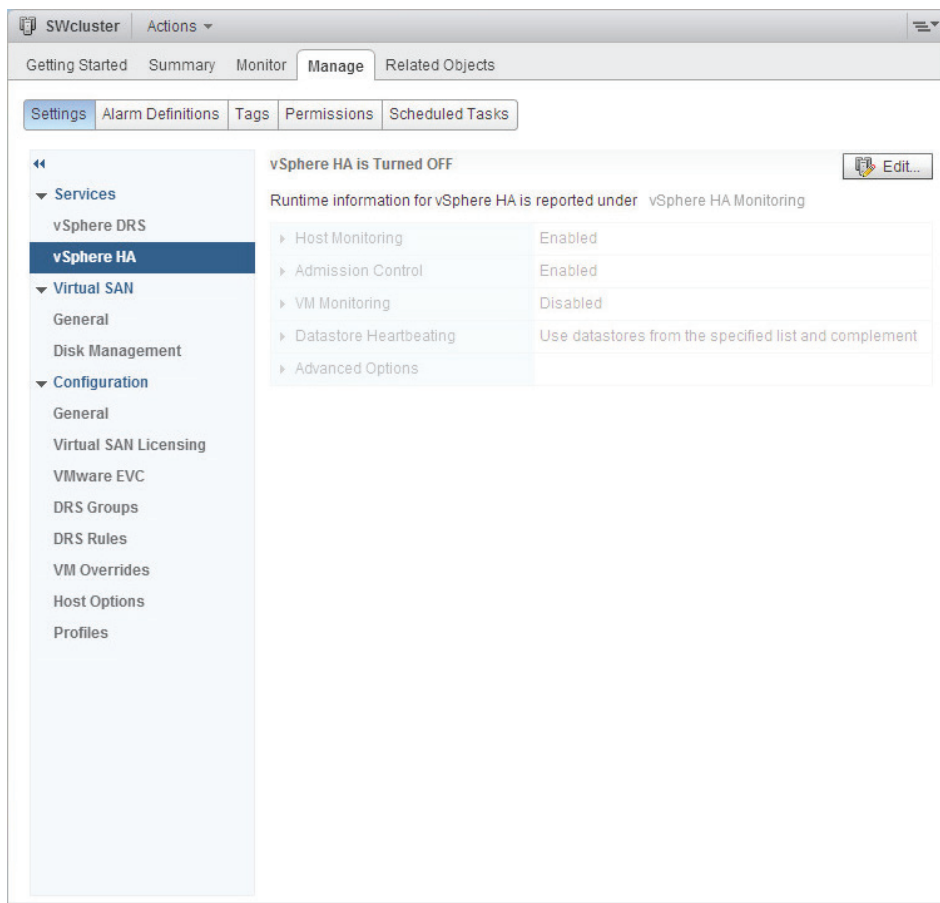 SWcluster Actions
Getting Started Summary Monitor Manage Related Objects
Settings Alarm Definitions Tags Permissions Scheduled Tasks
vSphere HA is Turned OFF Edit...
Services
Runtime information for vSphere HA is reported under vSphere HA Monitoring
vSphere DRS
Host Monitoring Enabled
vSphere HA
Admission Control Enabled
Virtual SAN
VM Monitoring Disabled
General
Datastore Heartbeating Use datastores from the specified list and complement
Disk Management
Advanced Options
Configuration
General
Virtual SAN Licensing
VMware EVC
DRS Groups
DRS Rules
VM Overrides
Host Options
Profiles